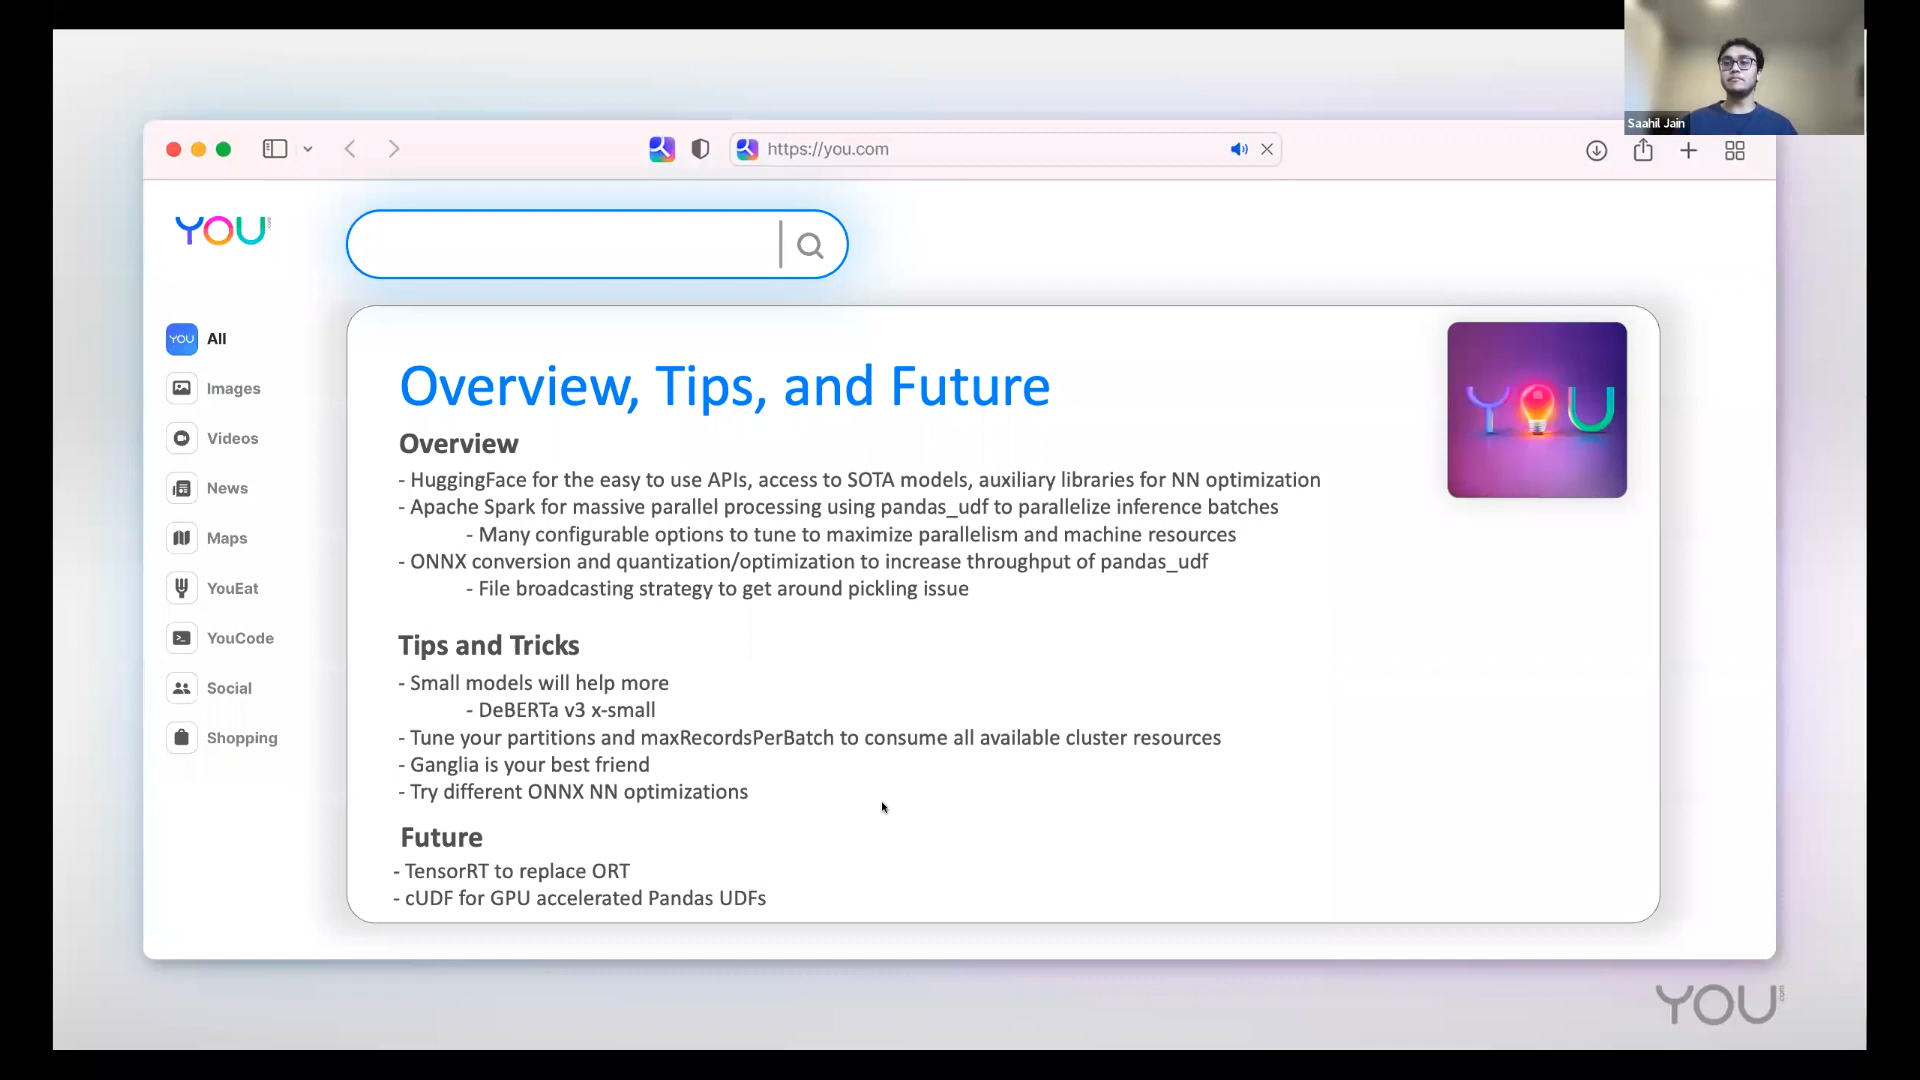 Saahil Jain
https://you.com
YOU.com
YOU All
Images
Videos
News
Maps
YouEat
YouCode
Social
Shopping
Overview, Tips, and Future
YOU
Overview
- HuggingFace for the easy to use APIs, access to SOTA models, auxiliary libraries for NN optimization
- Apache Spark for massive parallel processing using pandas_udf to parallelize inference batches
- Many configurable options to tune to maximize parallelism and machine resources
- ONNX conversion and quantization/optimization to increase throughput of pandas_udf
- File broadcasting strategy to get around pickling issue
Tips and Tricks
- Small models will help more
- DeBERTa v3 x-small
- Tune your partitions and maxRecordsPerBatch to consume all available cluster resources
- Ganglia is your best friend
- Try different ONNX NN optimizations
Future
- TensorRT to replace ORT
- cUDF for GPU accelerated Pandas UDFs
YOU.com